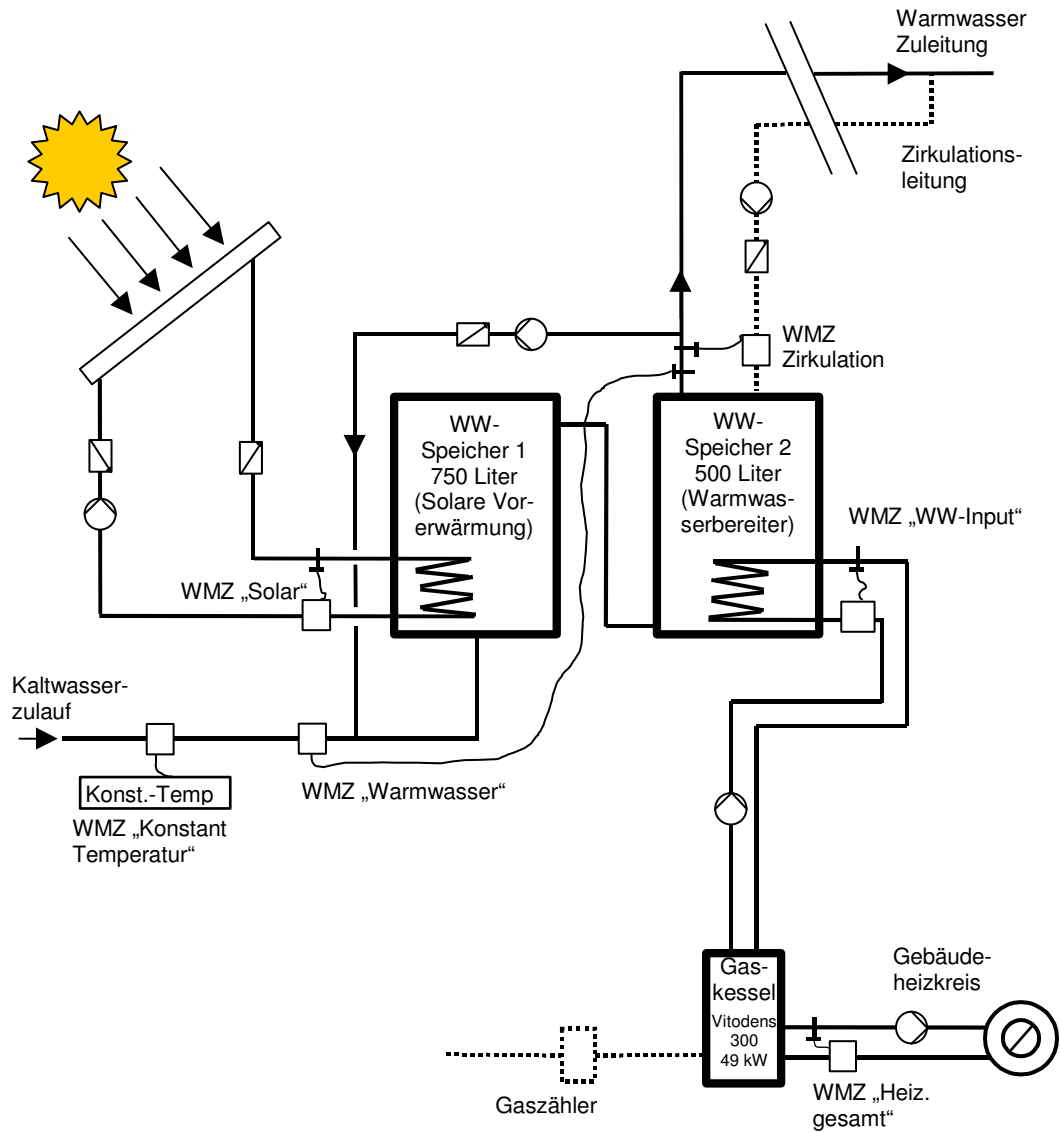 Warmwasser
Zuleitung
Zirkulations-
leitung
WMZ
Zirkulation
WW-
Speicher 1
750 Liter
(Solare Vor-
erwärmung)
WW-
Speicher 2
500 Liter
(Warmwas-
serbereiter)
WMZ „WW-Input“
WMZ „Solar“
Kaltwasser-
zulauf
Konst.-Temp
WMZ „Konstant
Temperatur“
WMZ „Warmwasser“
Gas-
kessel
Vitodens
300
49 kW
Gebäude-
heizkreis
Gaszähler
WMZ „Heiz.
gesamt“